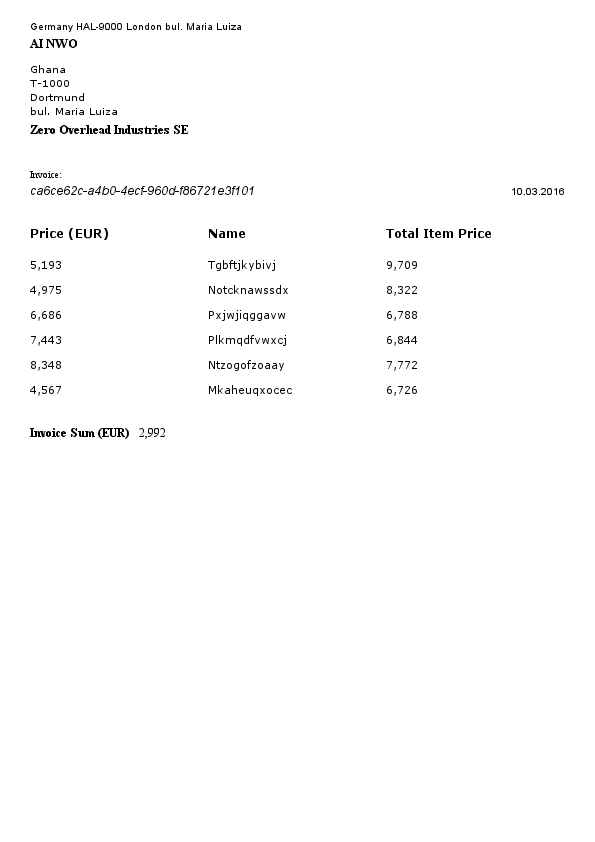 Germany HAL-9000 London bul. Maria Luiza
AI NWO
Ghana
T-1000
Dortmund
bul. Maria Luiza
Zero Overhead Industries SE
Invoice:
ca6ce62c-a4b0-4ecf-960d-f86721e3f101 10.03.2016
Price (EUR) Name Total Item Price
5,193 Tgbftjkybivj 9,709
4,975 Notcknawssdx 8,322
6,686 Pxjwjiqggavw 6,788
7,443 Plkmqdfvwxcj 6,844
8,348 Ntzogofzoaay 7,772
4,567 Mkaheuqxocec 6,726
Invoice Sum (EUR) 2,992